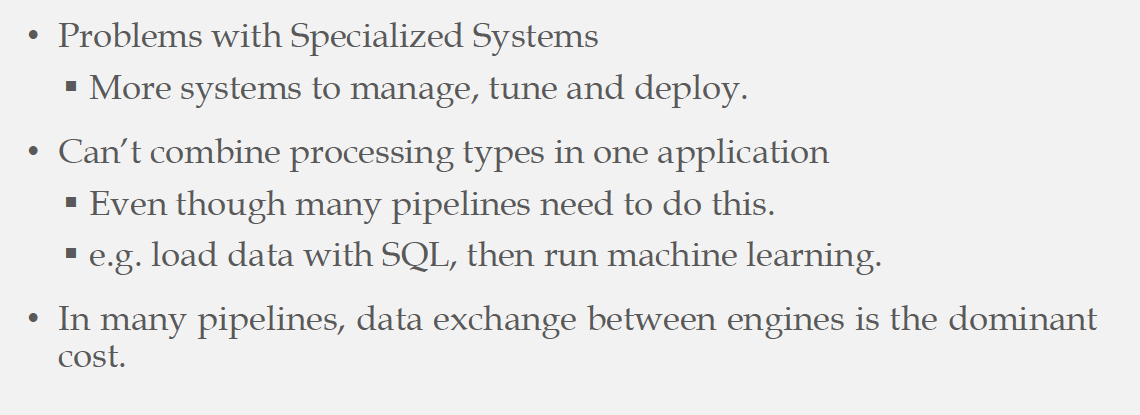 • Problems with Specialized Systems
▪ More systems to manage, tune and deploy.
• Can’t combine processing types in one application
▪ Even though many pipelines need to do this.
▪ e.g. load data with SQL, then run machine learning.
• In many pipelines, data exchange between engines is the dominant
cost.